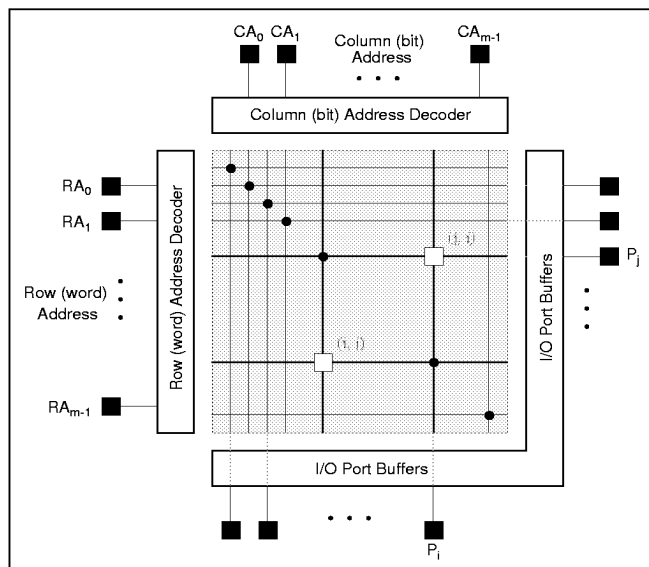 CA0 CA1 Column (bit) Address CAm-1
Column (bit) Address Decoder
RA0
RA1
Row (word) Address
RAm-1
Row (word) Address Decoder
(j, i)
(i, j)
I/O Port Buffers
Pj
I/O Port Buffers
Pi